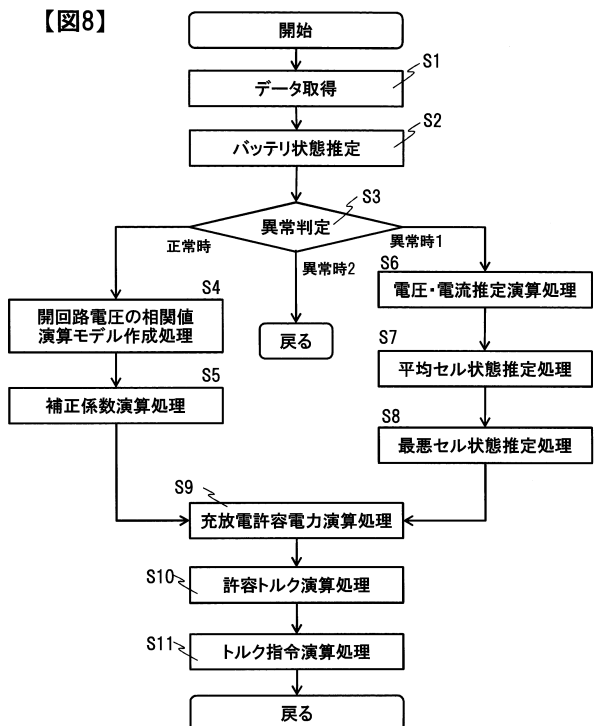 【図8】
開始
S1
データ取得
S2
バッテリ状態推定
S3
異常判定
正常時
異常時2
異常時1
戻る
S4
開回路電圧の相関値
演算モデル作成処理
S5
補正係数演算処理
S6
電圧・電流推定演算処理
S7
平均セル状態推定処理
S8
最悪セル状態推定処理
S9
充放電許容電力演算処理
S10
許容トルク演算処理
S11
トルク指令演算処理
戻る